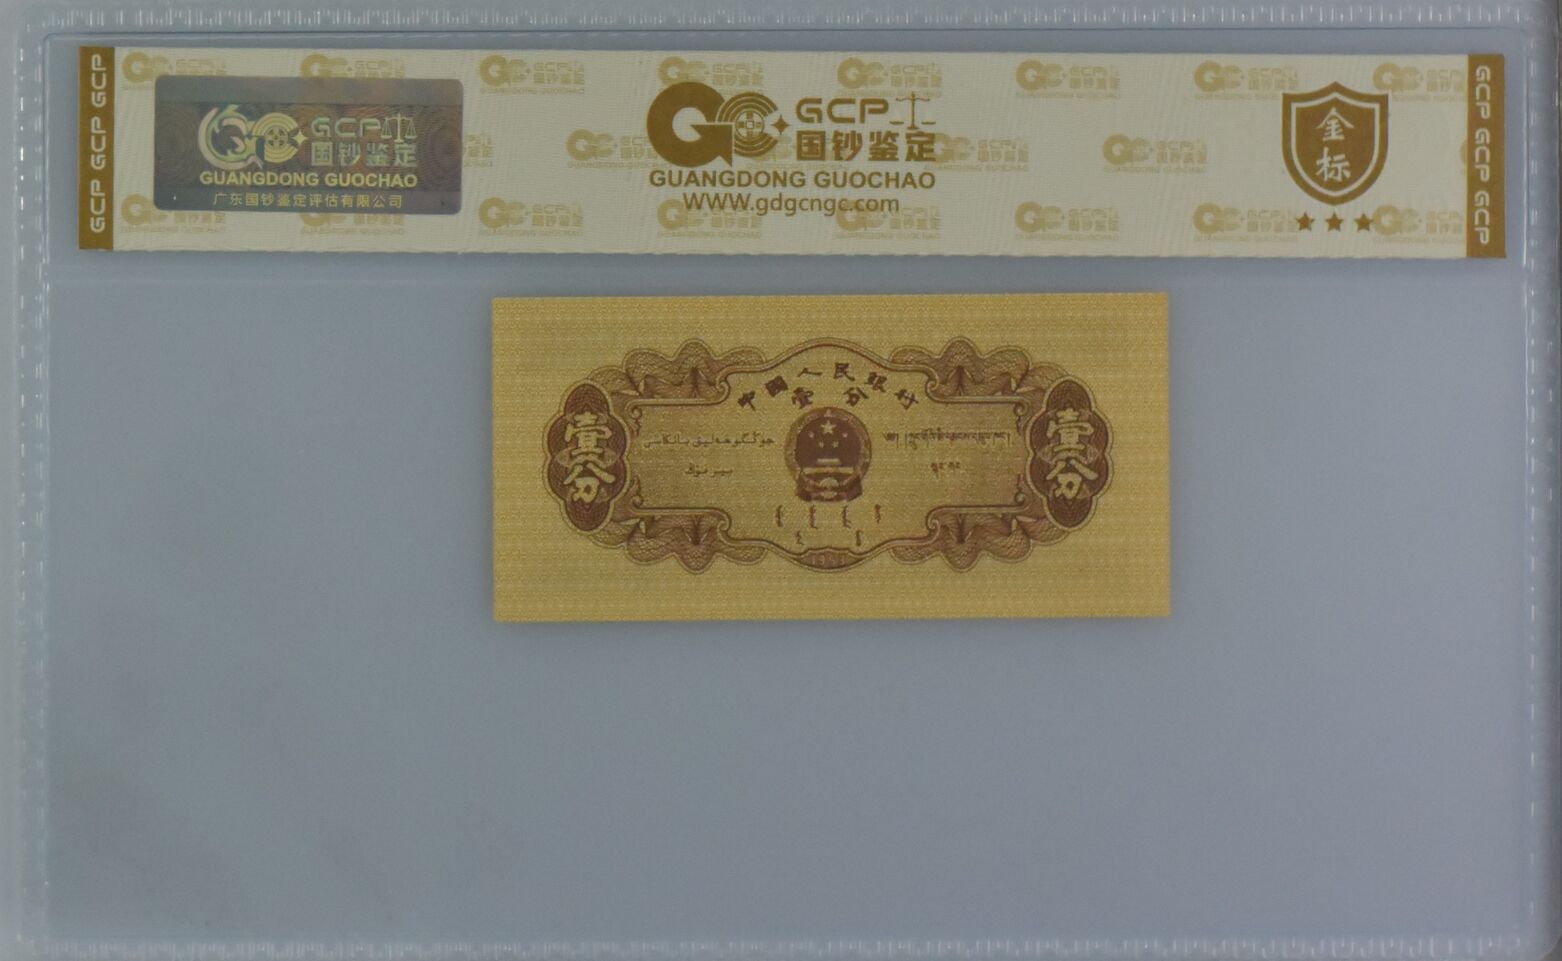 GCP GCP GCP
GCP
国钞鉴定
GUANGDONG GUOCHAO
广东国钞鉴定评估有限公司
GCP
国钞鉴定
GUANGDONG GUOCHAO
WWW.gdgcngc.com
金标
GCP GCP GCP
中国人民银行
壹分
壹分
壹分